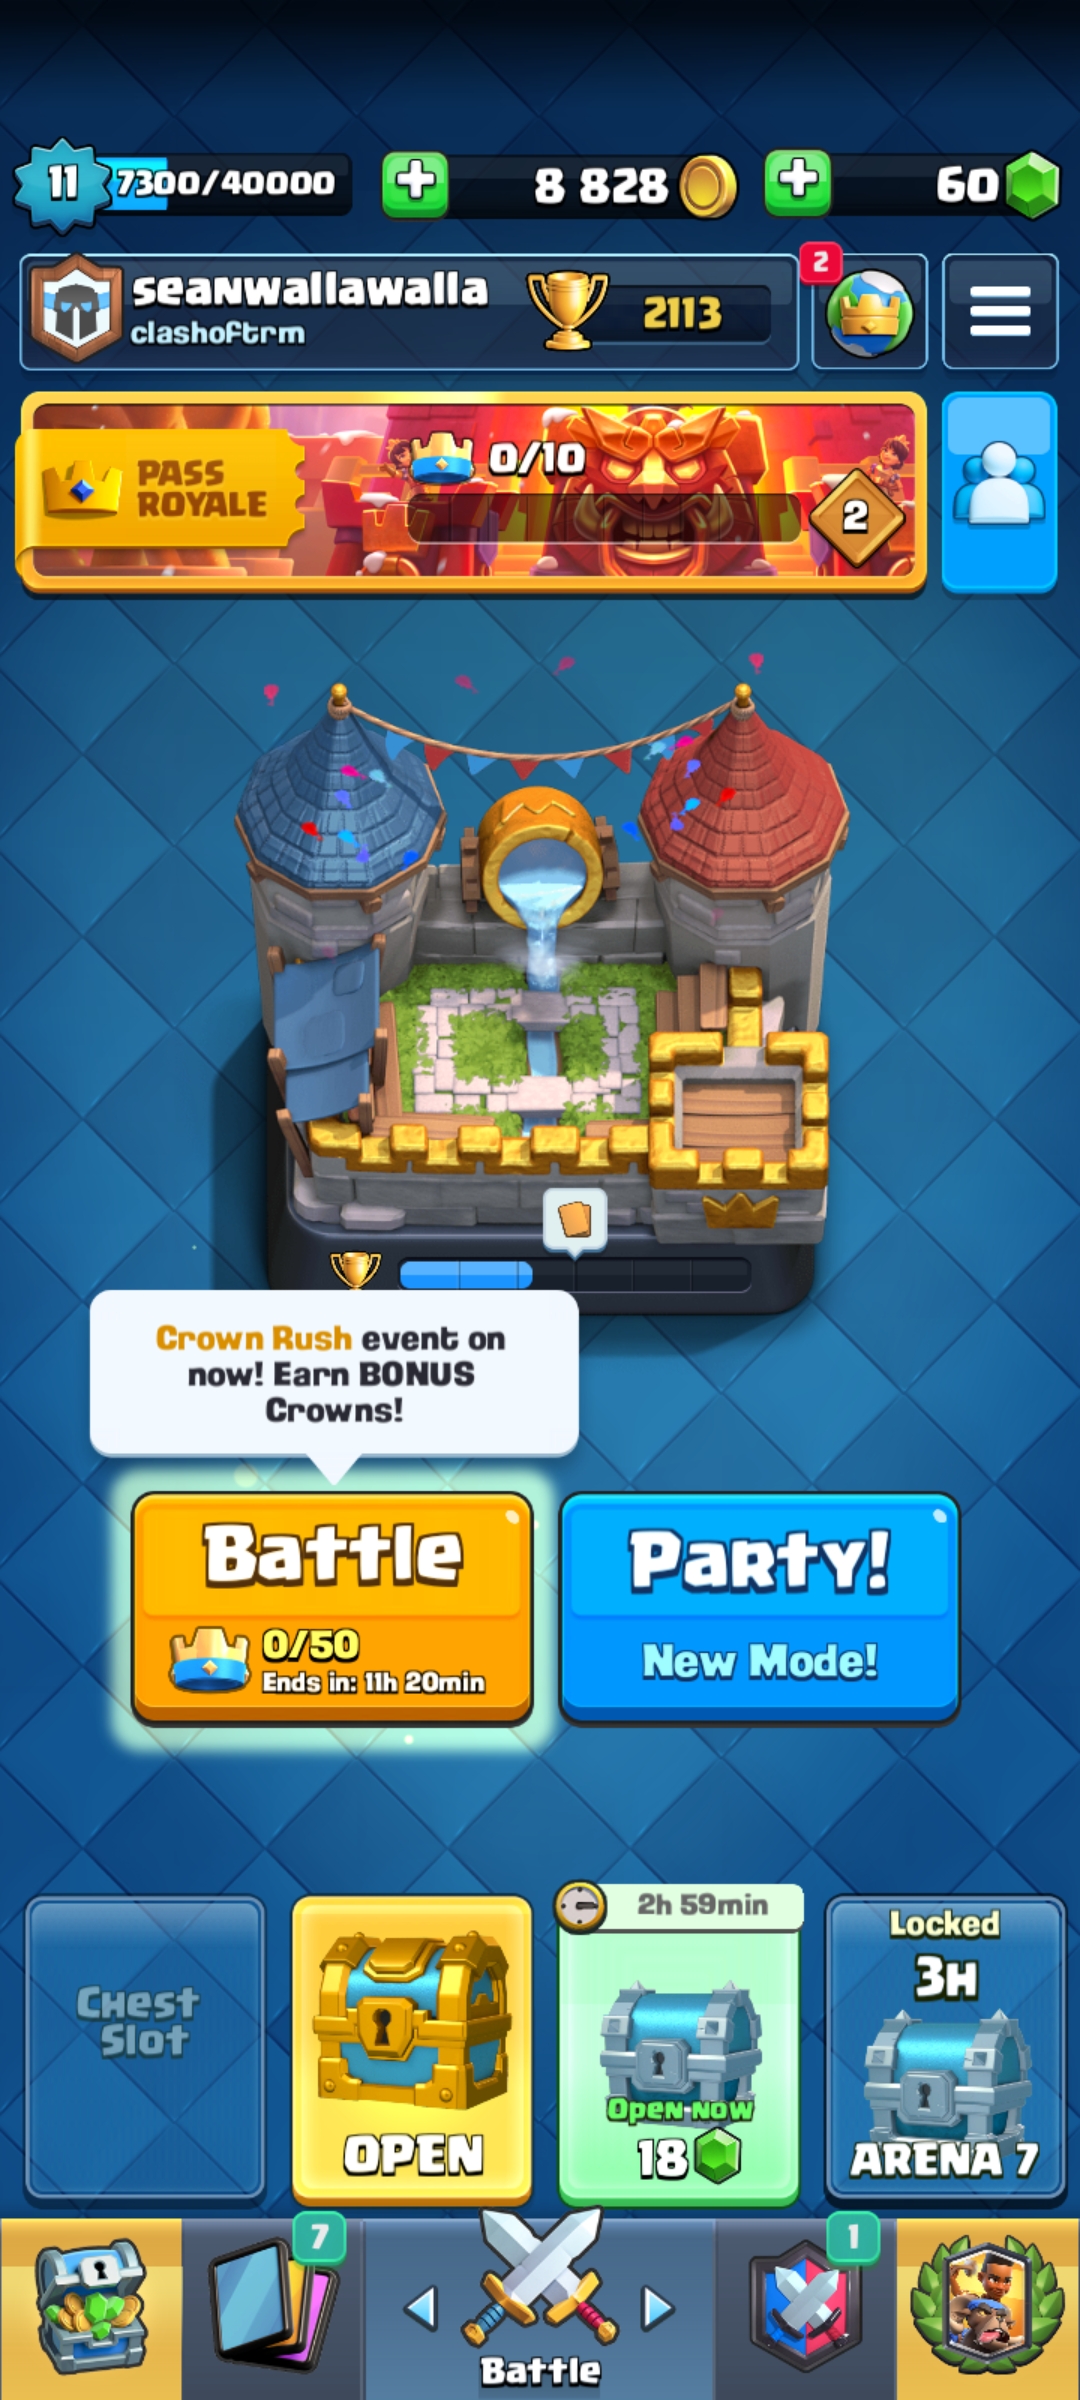 11
7300/40000
8 828
60
seanwallawalla
clashoftrm
2113
2
PASS
ROYALE
0/10
2
Crown Rush event on
now! Earn BONUS
Crowns!
Battle
0/50
Ends in: 11h 20min
Party!
New Mode!
Chest
Slot
OPEN
2h 59min
Open now
18
Locked
3H
ARENA 7
7
Battle
1